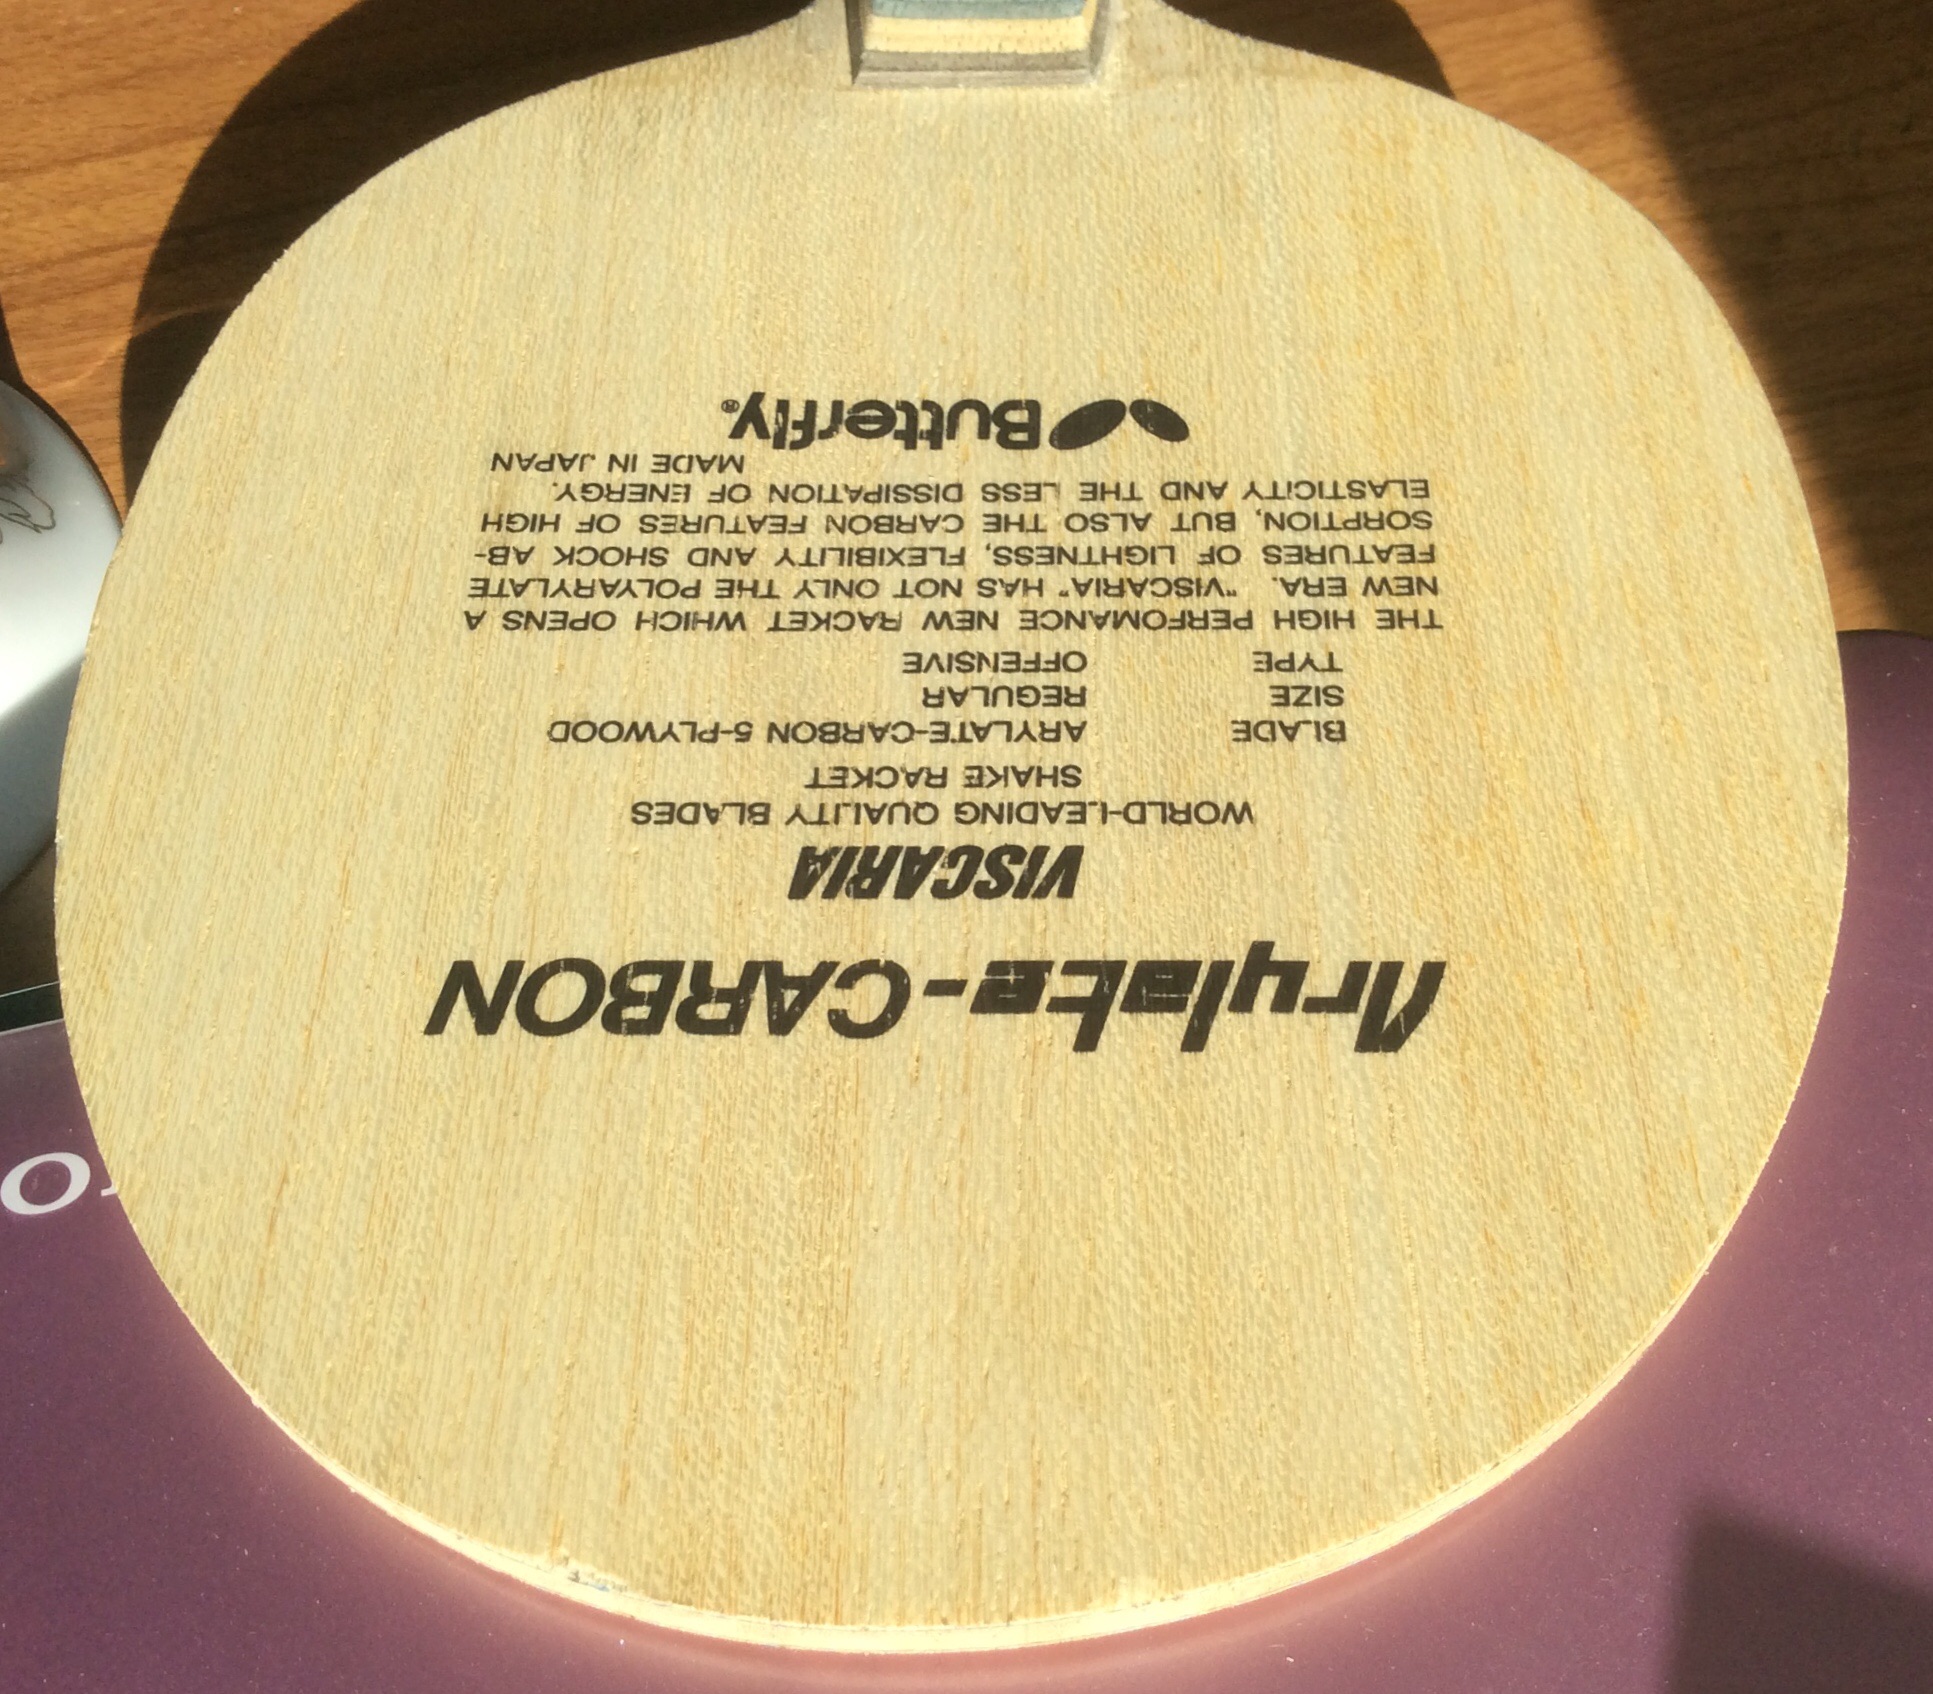 Arylate-CARBON
VISCARIA
WORLD-LEADING QUALITY BLADES
SHAKE RACKET
BLADE ARYLATE-CARBON 5-PLYWOOD
SIZE REGULAR
TYPE OFFENSIVE
THE HIGH PERFOMANCE NEW RACKET WHICH OPENS A
NEW ERA. "VISCARIA" HAS NOT ONLY THE POLYARYLATE
FEATURES OF LIGHTNESS, FLEXIBILITY AND SHOCK AB-
SORPTION, BUT ALSO THE CARBON FEATURES OF HIGH
ELASTICITY AND THE LESS DISSIPATION OF ENERGY.
MADE IN JAPAN
Butterfly®